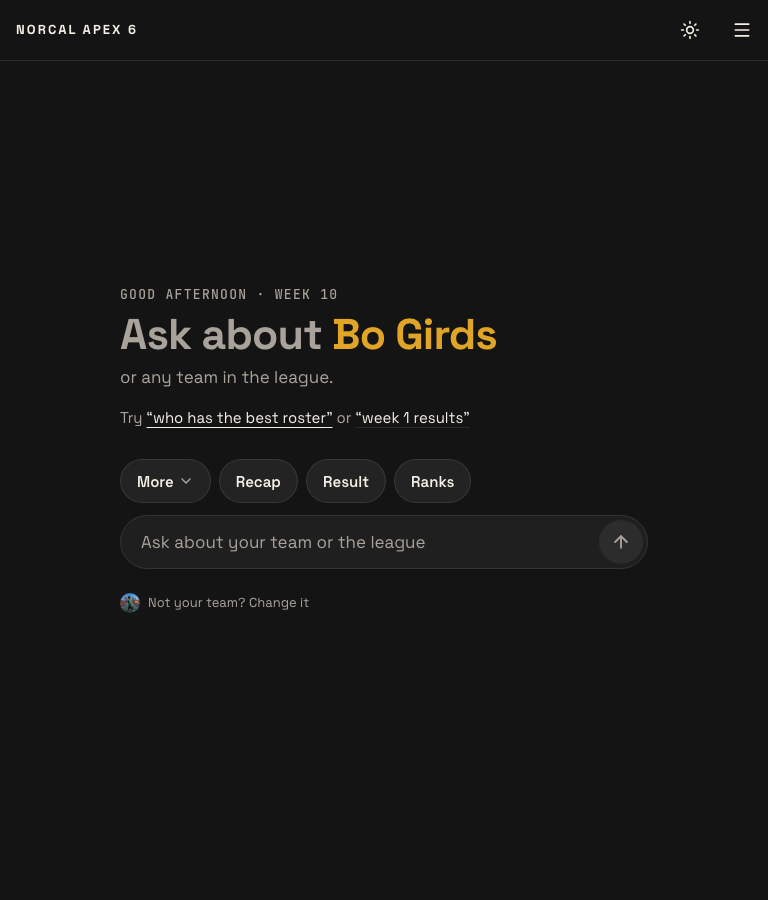 NORCAL APEX 6
GOOD AFTERNOON · WEEK 10
Ask about Bo Girds
or any team in the league.
Try “who has the best roster” or “week 1 results”
More Recap Result Ranks
Ask about your team or the league
Not your team? Change it